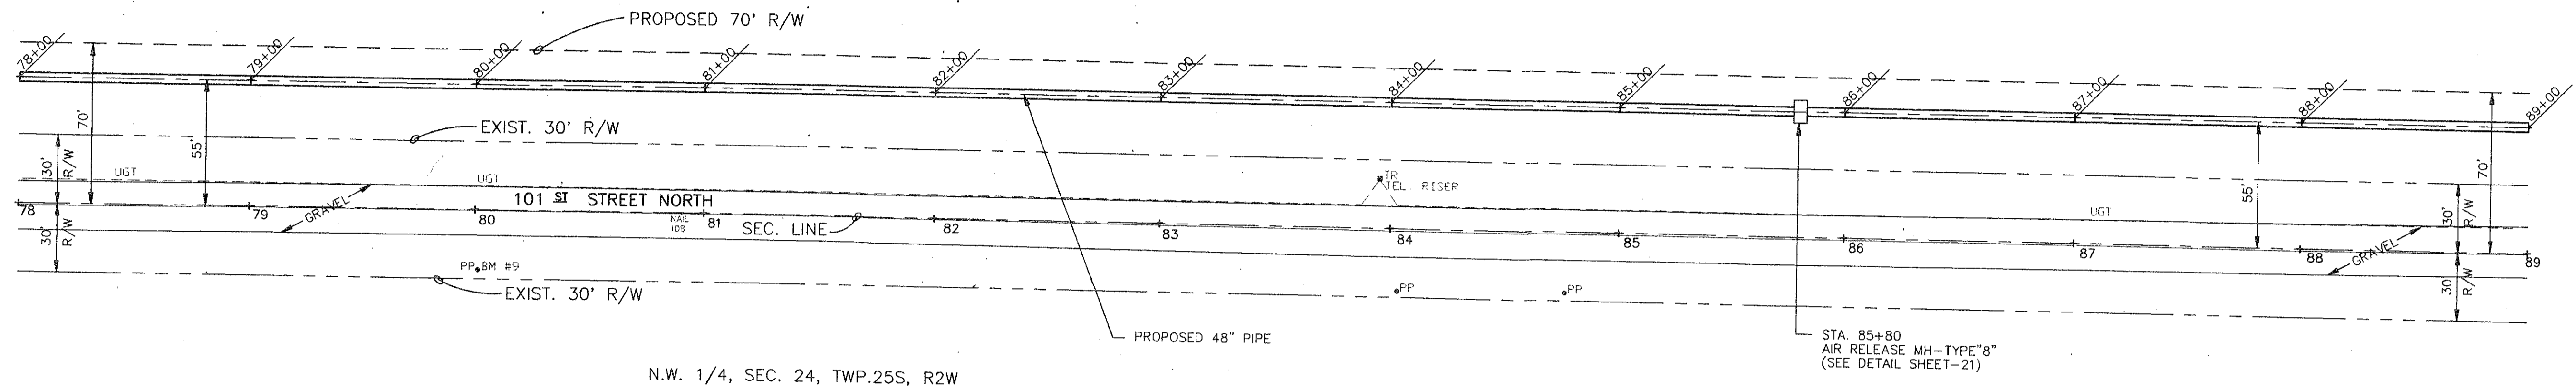 PROPOSED 70' R/W
78+00
79+00
80+00
81+00
82+00
83+00
84+00
85+00
86+00
87+00
88+00
89+00
70'
55'
30'
R/W
EXIST. 30' R/W
UGT
UGT
GRAVEL
101 ST STREET NORTH
TR
TEL. RISER
UGT
55'
70'
30'
R/W
78
79
80
NAIL
108
81
SEC. LINE
82
83
84
85
86
87
88
89
GRAVEL
30'
R/W
PP BM #9
EXIST. 30' R/W
PP
PP
30'
R/W
PROPOSED 48" PIPE
STA. 85+80
AIR RELEASE MH-TYPE"8"
(SEE DETAIL SHEET-21)
N.W. 1/4, SEC. 24, TWP.25S, R2W